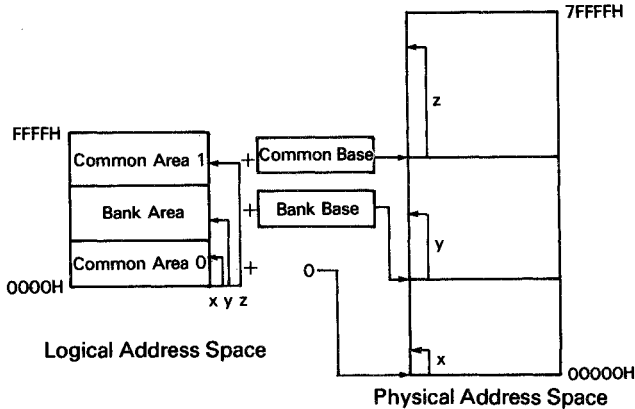 7FFFFH
z
FFFFH
Common Area 1
+
Common Base
Bank Area
+
Bank Base
y
Common Area 0
+
0
0000H
x y z
x
00000H
Logical Address Space
Physical Address Space